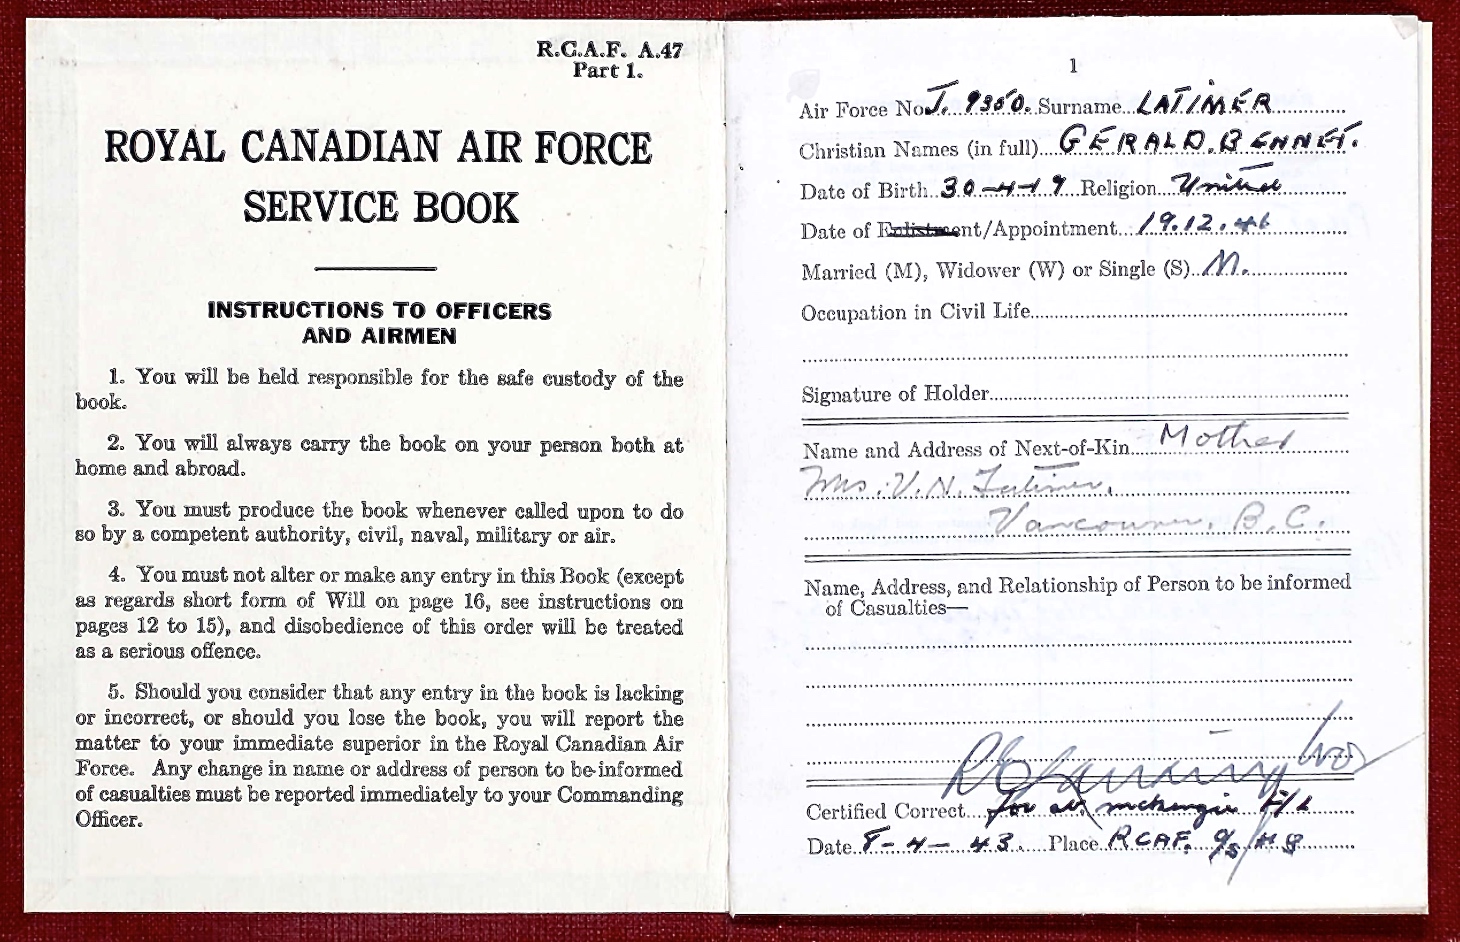 R.C.A.F. A.47
Part 1.
ROYAL CANADIAN AIR FORCE
SERVICE BOOK
INSTRUCTIONS TO OFFICERS
AND AIRMEN
1. You will be held responsible for the safe custody of the
book.
2. You will always carry the book on your person both at
home and abroad.
3. You must produce the book whenever called upon to do
so by a competent authority, civil, naval, military or air.
4. You must not alter or make any entry in this Book (except
as regards short form of Will on page 16, see instructions on
pages 12 to 15), and disobedience of this order will be treated
as a serious offence.
5. Should you consider that any entry in the book is lacking
or incorrect, or should you lose the book, you will report the
matter to your immediate superior in the Royal Canadian Air
Force. Any change in name or address of person to be informed
of casualties must be reported immediately to your Commanding
Officer.
1
Air Force No. J. 9350. Surname LATIMER
Christian Names (in full) GERALD. BENNET.
Date of Birth 30-4-19 Religion United
Date of Enlistment/Appointment 19.12.41
Married (M), Widower (W) or Single (S) M.
Occupation in Civil Life
Signature of Holder
Name and Address of Next-of-Kin Mother
Mrs. V. N. Latimer,
Vancouver, B.C.
Name, Address, and Relationship of Person to be informed
of Casualties—
Certified Correct for mckenzie F/L
Date 8-4-43. Place RCAF. O/S HQ